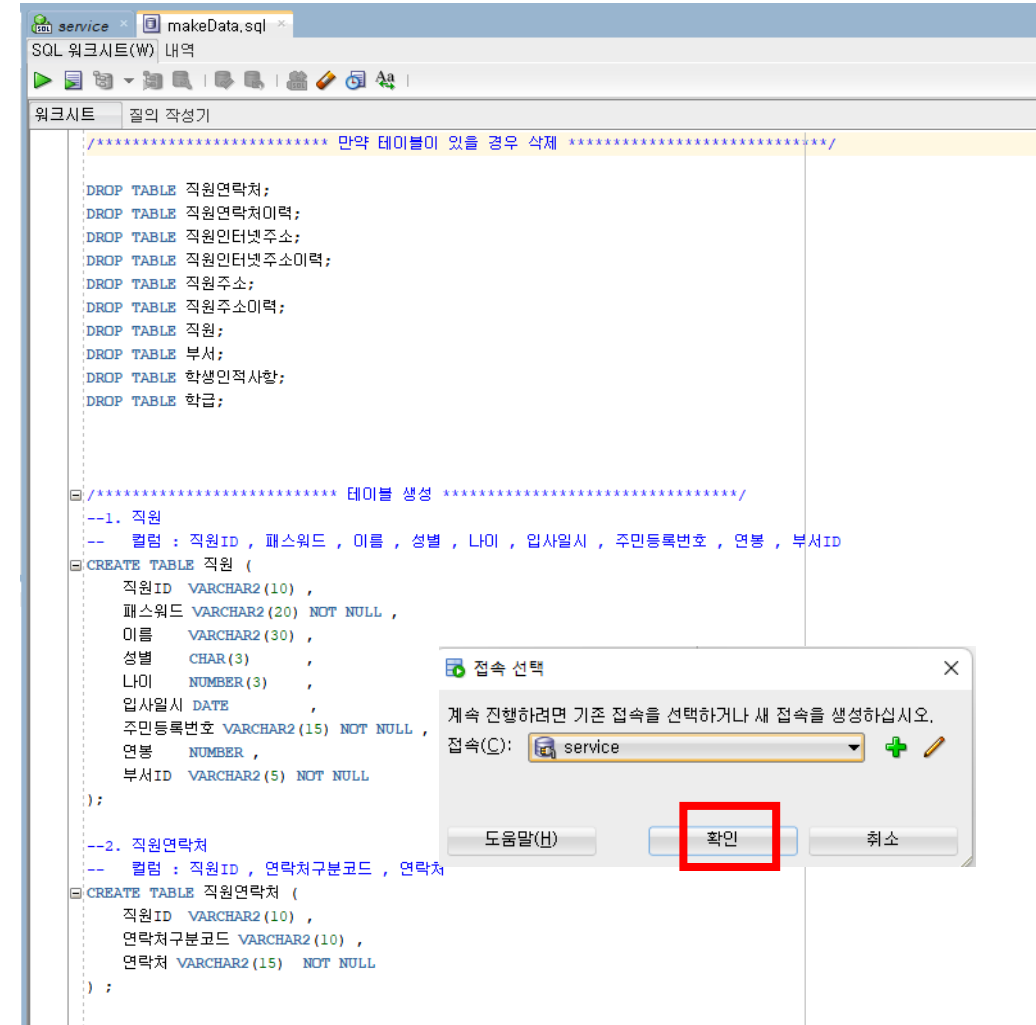 service × makeData.sql ×
SQL 워크시트(W) 내역
워크시트 질의 작성기
/************************** 만약 테이블이 있을 경우 삭제 *****************************/
DROP TABLE 직원연락처;
DROP TABLE 직원연락처이력;
DROP TABLE 직원인터넷주소;
DROP TABLE 직원인터넷주소이력;
DROP TABLE 직원주소;
DROP TABLE 직원주소이력;
DROP TABLE 직원;
DROP TABLE 부서;
DROP TABLE 학생인적사항;
DROP TABLE 학급;
/*************************** 테이블 생성 *********************************/
--1. 직원
-- 컬럼 : 직원ID , 패스워드 , 이름 , 성별 , 나이 , 입사일시 , 주민등록번호 , 연봉 , 부서ID
CREATE TABLE 직원 (
직원ID VARCHAR2(10) ,
패스워드 VARCHAR2(20) NOT NULL ,
이름 VARCHAR2(30) ,
성별 CHAR(3) ,
나이 NUMBER(3) ,
입사일시 DATE ,
주민등록번호 VARCHAR2(15) NOT NULL ,
연봉 NUMBER ,
부서ID VARCHAR2(5) NOT NULL
);
--2. 직원연락처
-- 컬럼 : 직원ID , 연락처구분코드 , 연락처
CREATE TABLE 직원연락처 (
직원ID VARCHAR2(10) ,
연락처구분코드 VARCHAR2(10) ,
연락처 VARCHAR2(15) NOT NULL
) ;
접속 선택
계속 진행하려면 기존 접속을 선택하거나 새 접속을 생성하십시오.
접속(C): service
도움말(H) 확인 취소